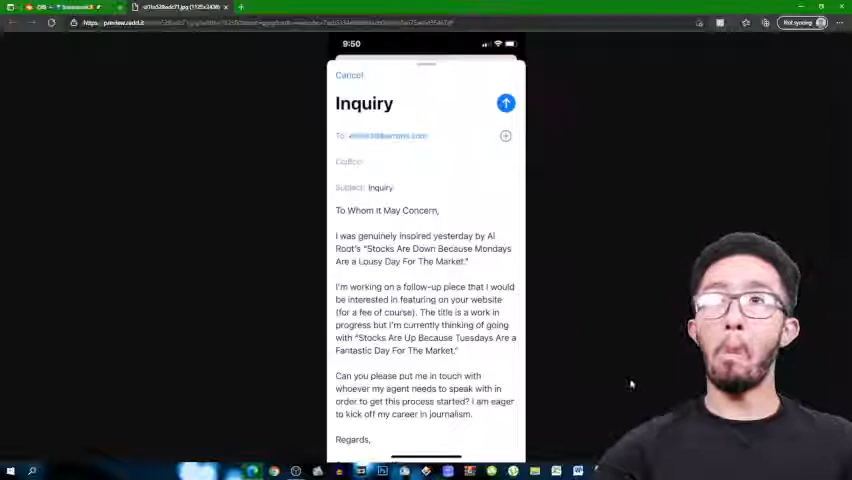 Not syncing
9:50
Cancel
Inquiry
To:
Cc/Bcc:
Subject: Inquiry
To Whom It May Concern,
I was genuinely inspired yesterday by Al
Root's "Stocks Are Down Because Mondays
Are a Lousy Day For The Market."
I'm working on a follow-up piece that I would
be interested in featuring on your website
(for a fee of course). The title is a work in
progress but I'm currently thinking of going
with "Stocks Are Up Because Tuesdays Are a
Fantastic Day For The Market."
Can you please put me in touch with
whoever my agent needs to speak with in
order to get this process started? I am eager
to kick off my career in journalism.
Regards,